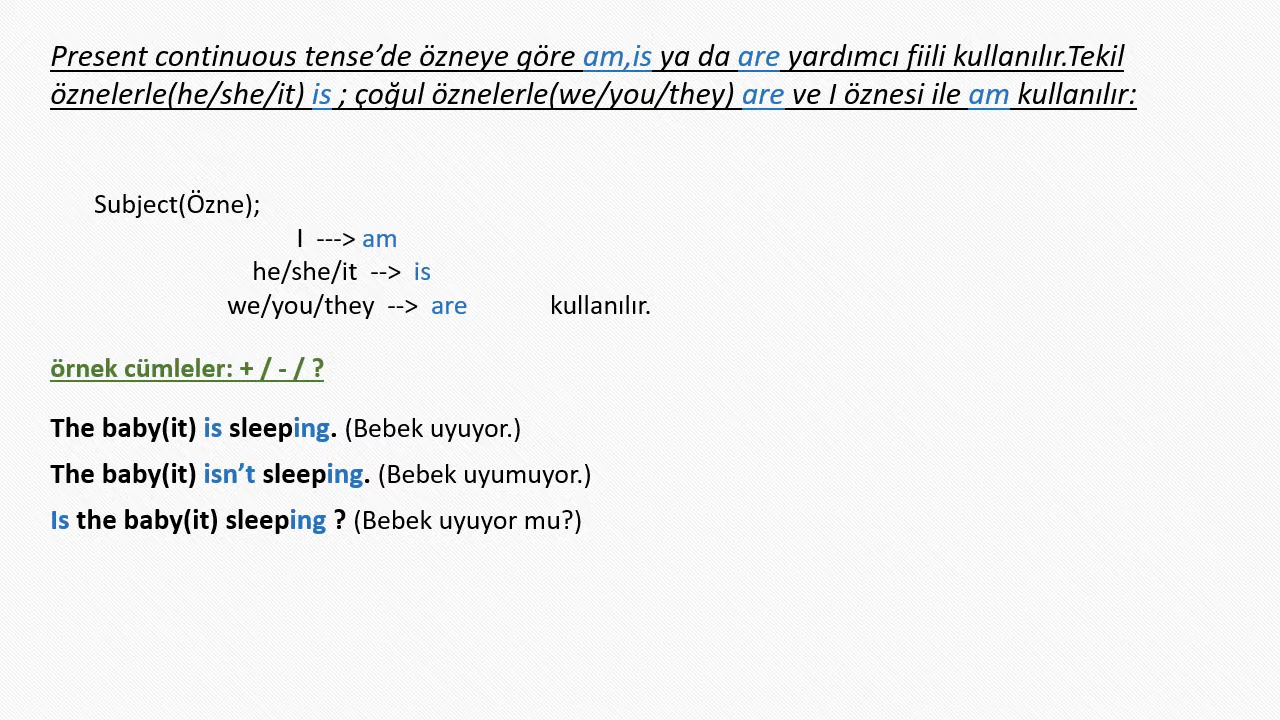 Present continuous tense’de özneye göre am,is ya da are yardımcı fiili kullanılır.Tekil
öznelerle(he/she/it) is ; çoğul öznelerle(we/you/they) are ve I öznesi ile am kullanılır:
Subject(Özne);
I ---> am
he/she/it --> is
we/you/they --> are kullanılır.
örnek cümleler: + / - / ?
The baby(it) is sleeping. (Bebek uyuyor.)
The baby(it) isn’t sleeping. (Bebek uyumuyor.)
Is the baby(it) sleeping ? (Bebek uyuyor mu?)